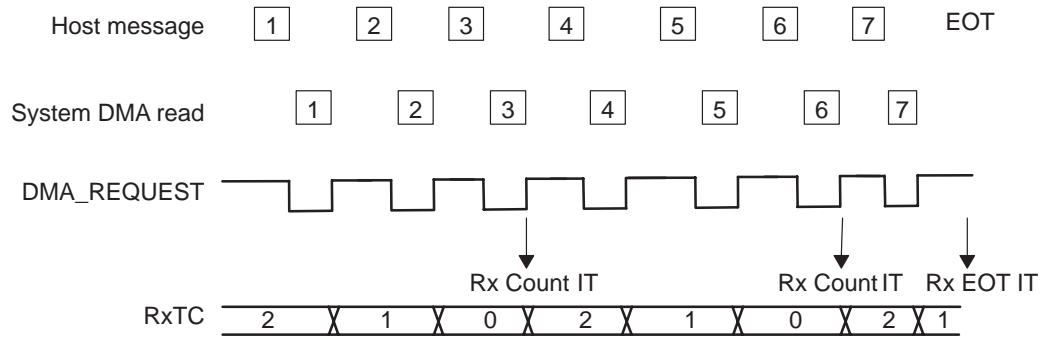 Host message 1 2 3 4 5 6 7 EOT
System DMA read 1 2 3 4 5 6 7
DMA_REQUEST
Rx Count IT Rx Count IT Rx EOT IT
RxTC 2 1 0 2 1 0 2 1